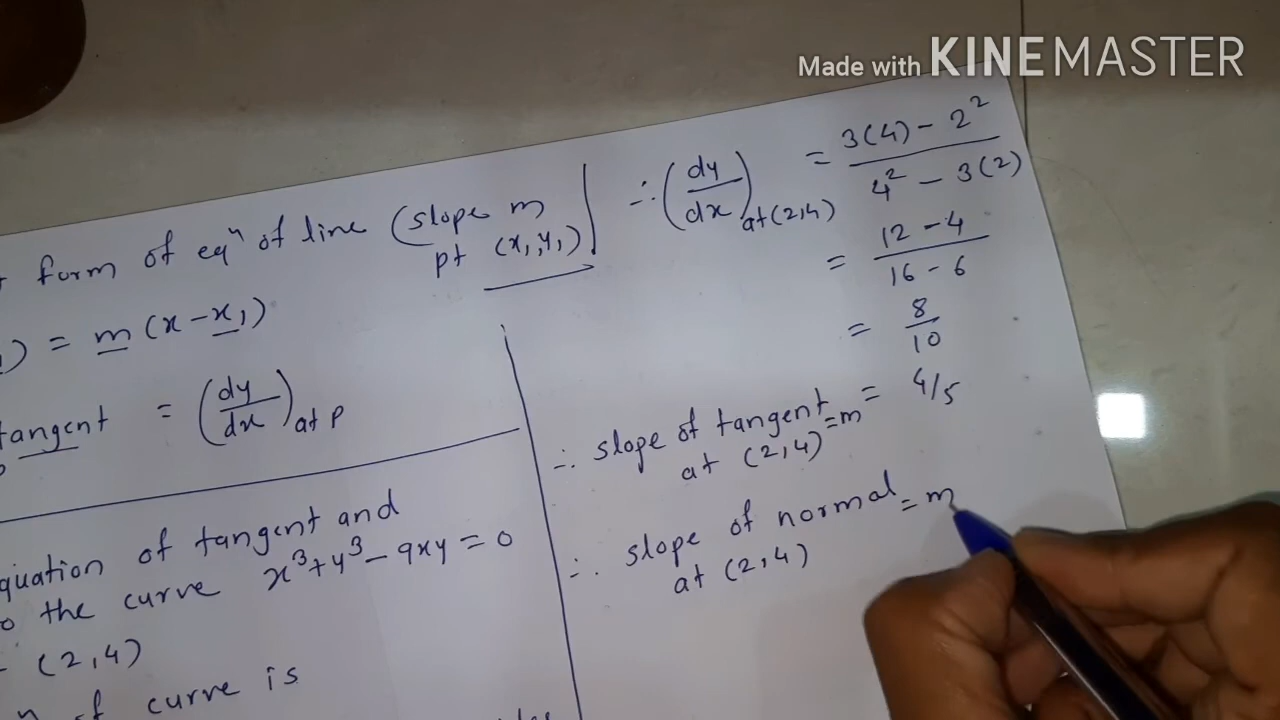 Made with KINEMASTER
form of eqⁿ of line (slope m
pt (x₁,y₁)
) = m(x-x₁)
tangent = (dy/dx) at P
quation of tangent and
o the curve x³+y³-9xy=0
(2,4)
of curve is
∴ (dy/dx) at (2,4) = 3(4) - 2² / 4² - 3(2)
= 12 - 4 / 16 - 6
= 8 / 10
∴ slope of tangent = m = 4/5
at (2,4)
∴ slope of normal = m
at (2,4)